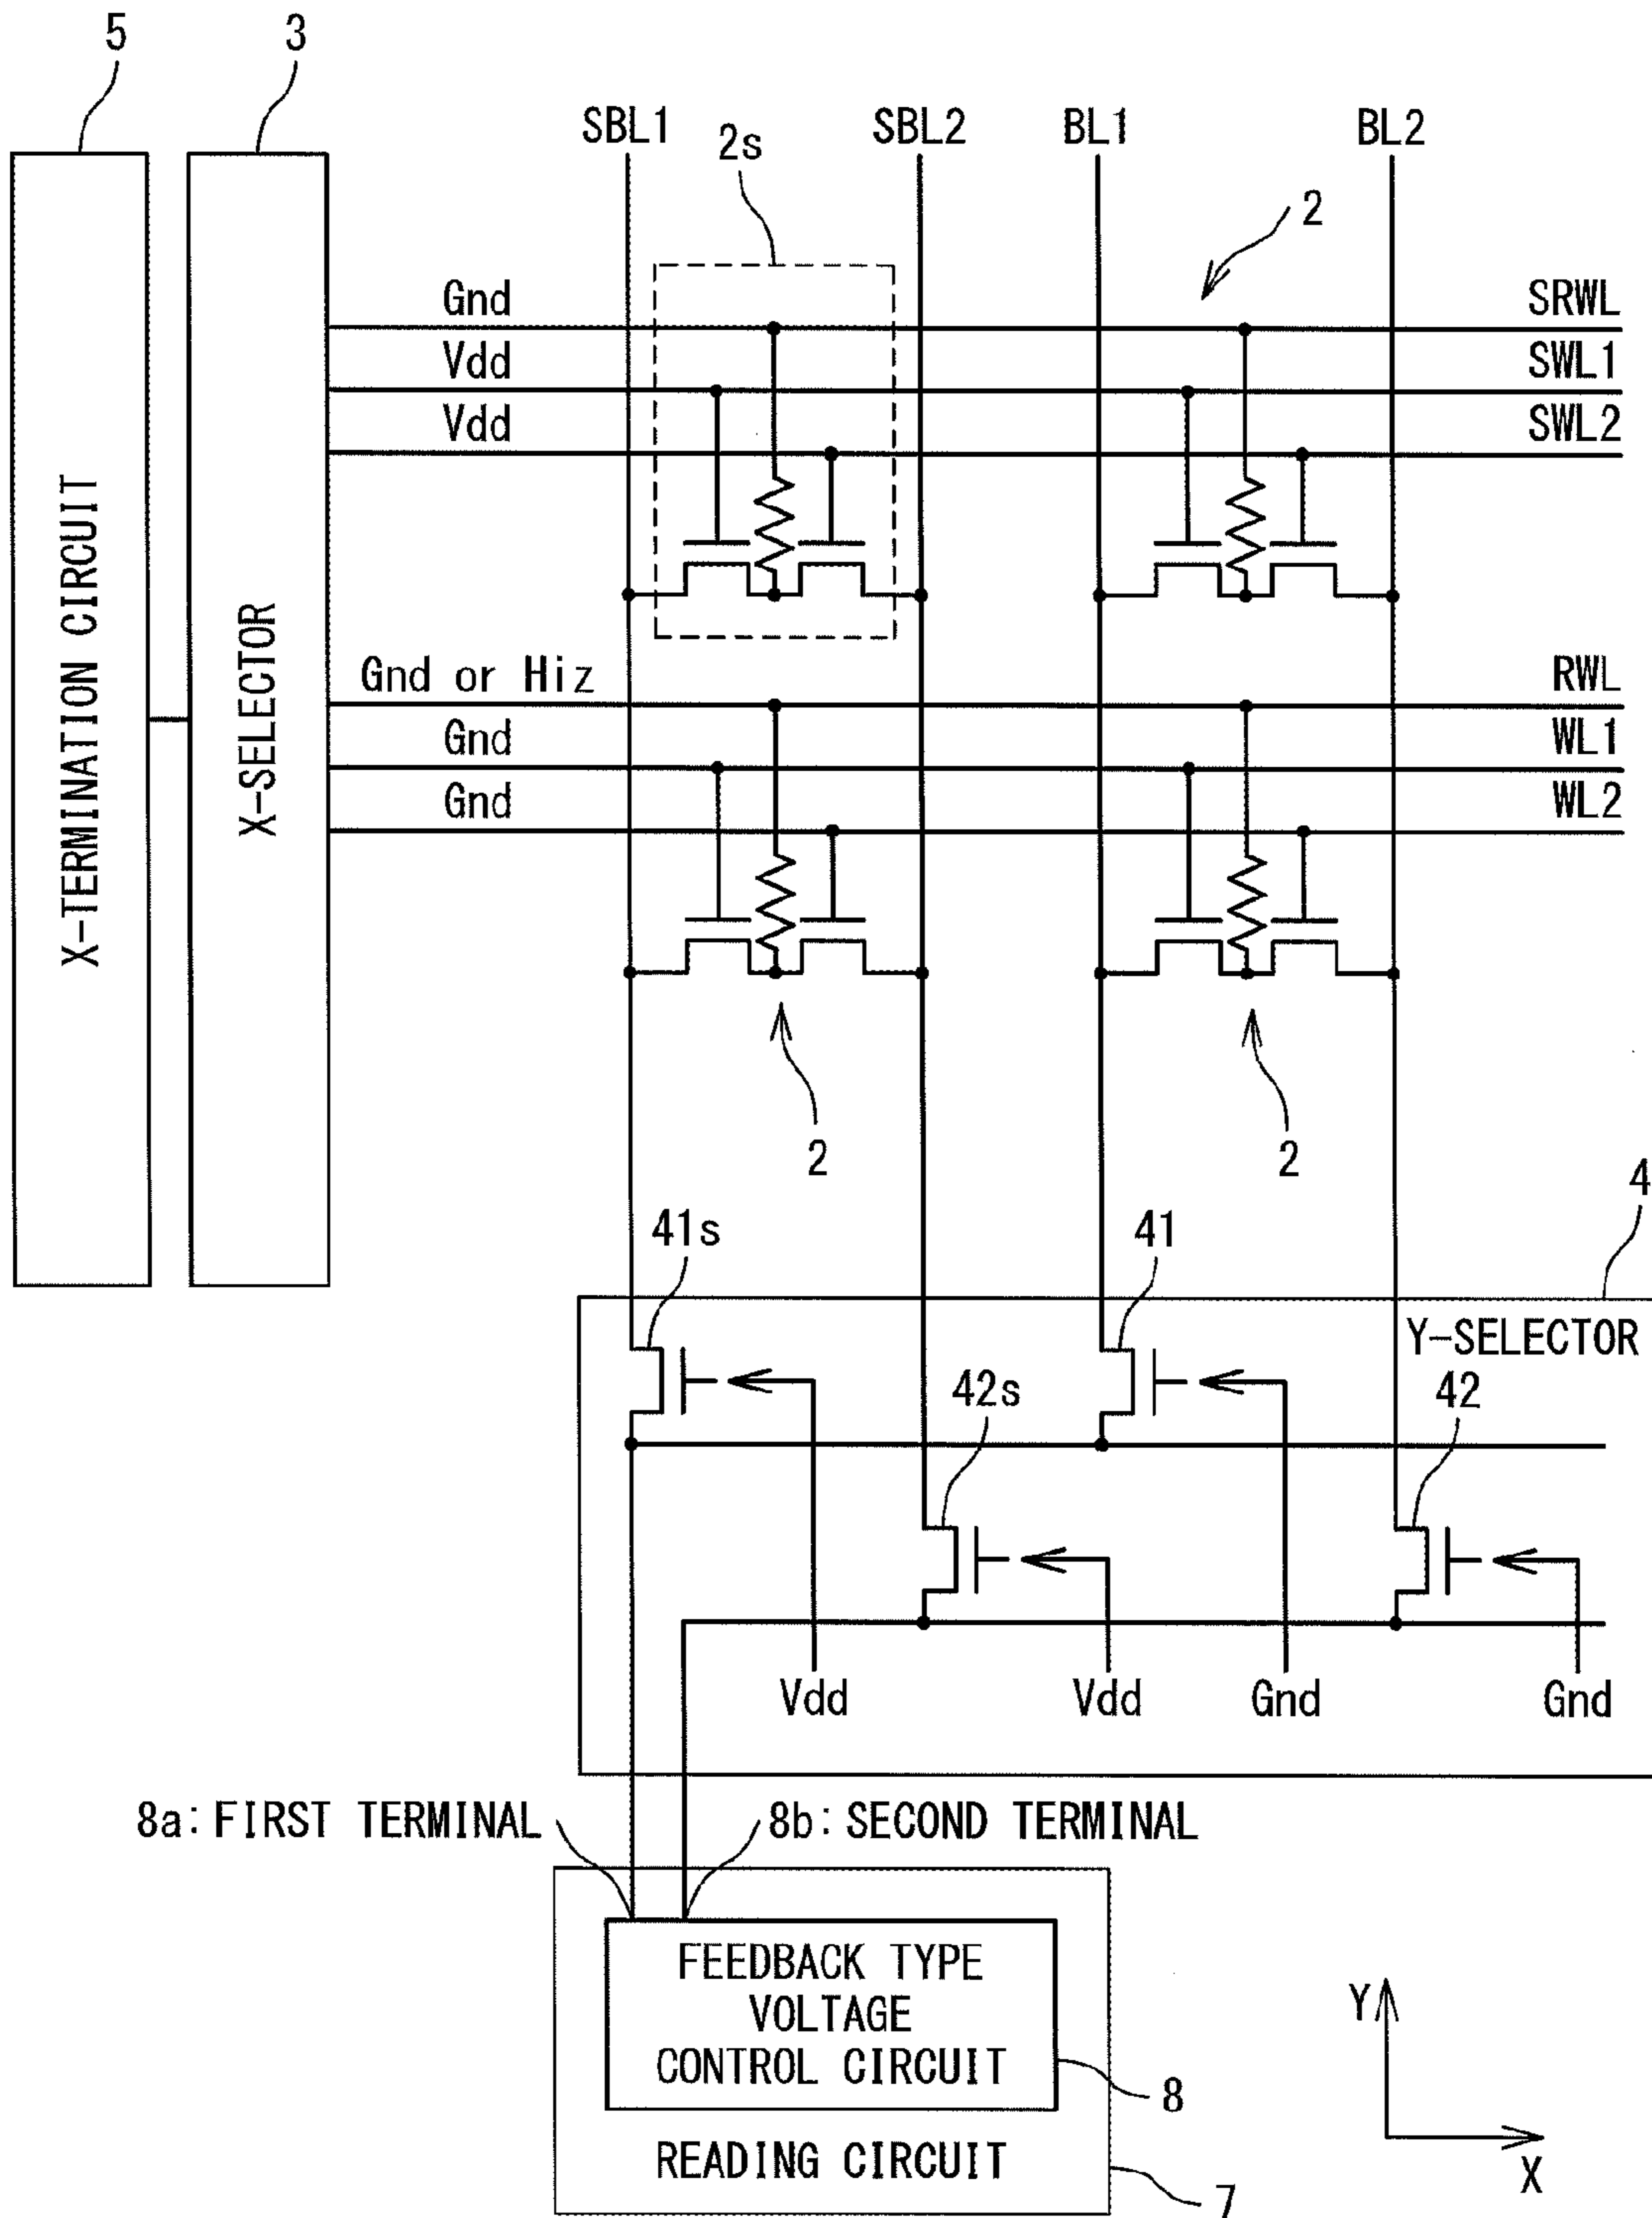 5
3
SBL1
SBL2
BL1
BL2
2s
2
Gnd
SRWL
Vdd
SWL1
Vdd
SWL2
X-TERMINATION CIRCUIT
X-SELECTOR
Gnd or Hiz
RWL
Gnd
WL1
Gnd
WL2
2
2
4
41s
41
Y-SELECTOR
42s
42
Vdd
Vdd
Gnd
Gnd
8a: FIRST TERMINAL
8b: SECOND TERMINAL
FEEDBACK TYPE
VOLTAGE
CONTROL CIRCUIT
8
READING CIRCUIT
7
Y
X